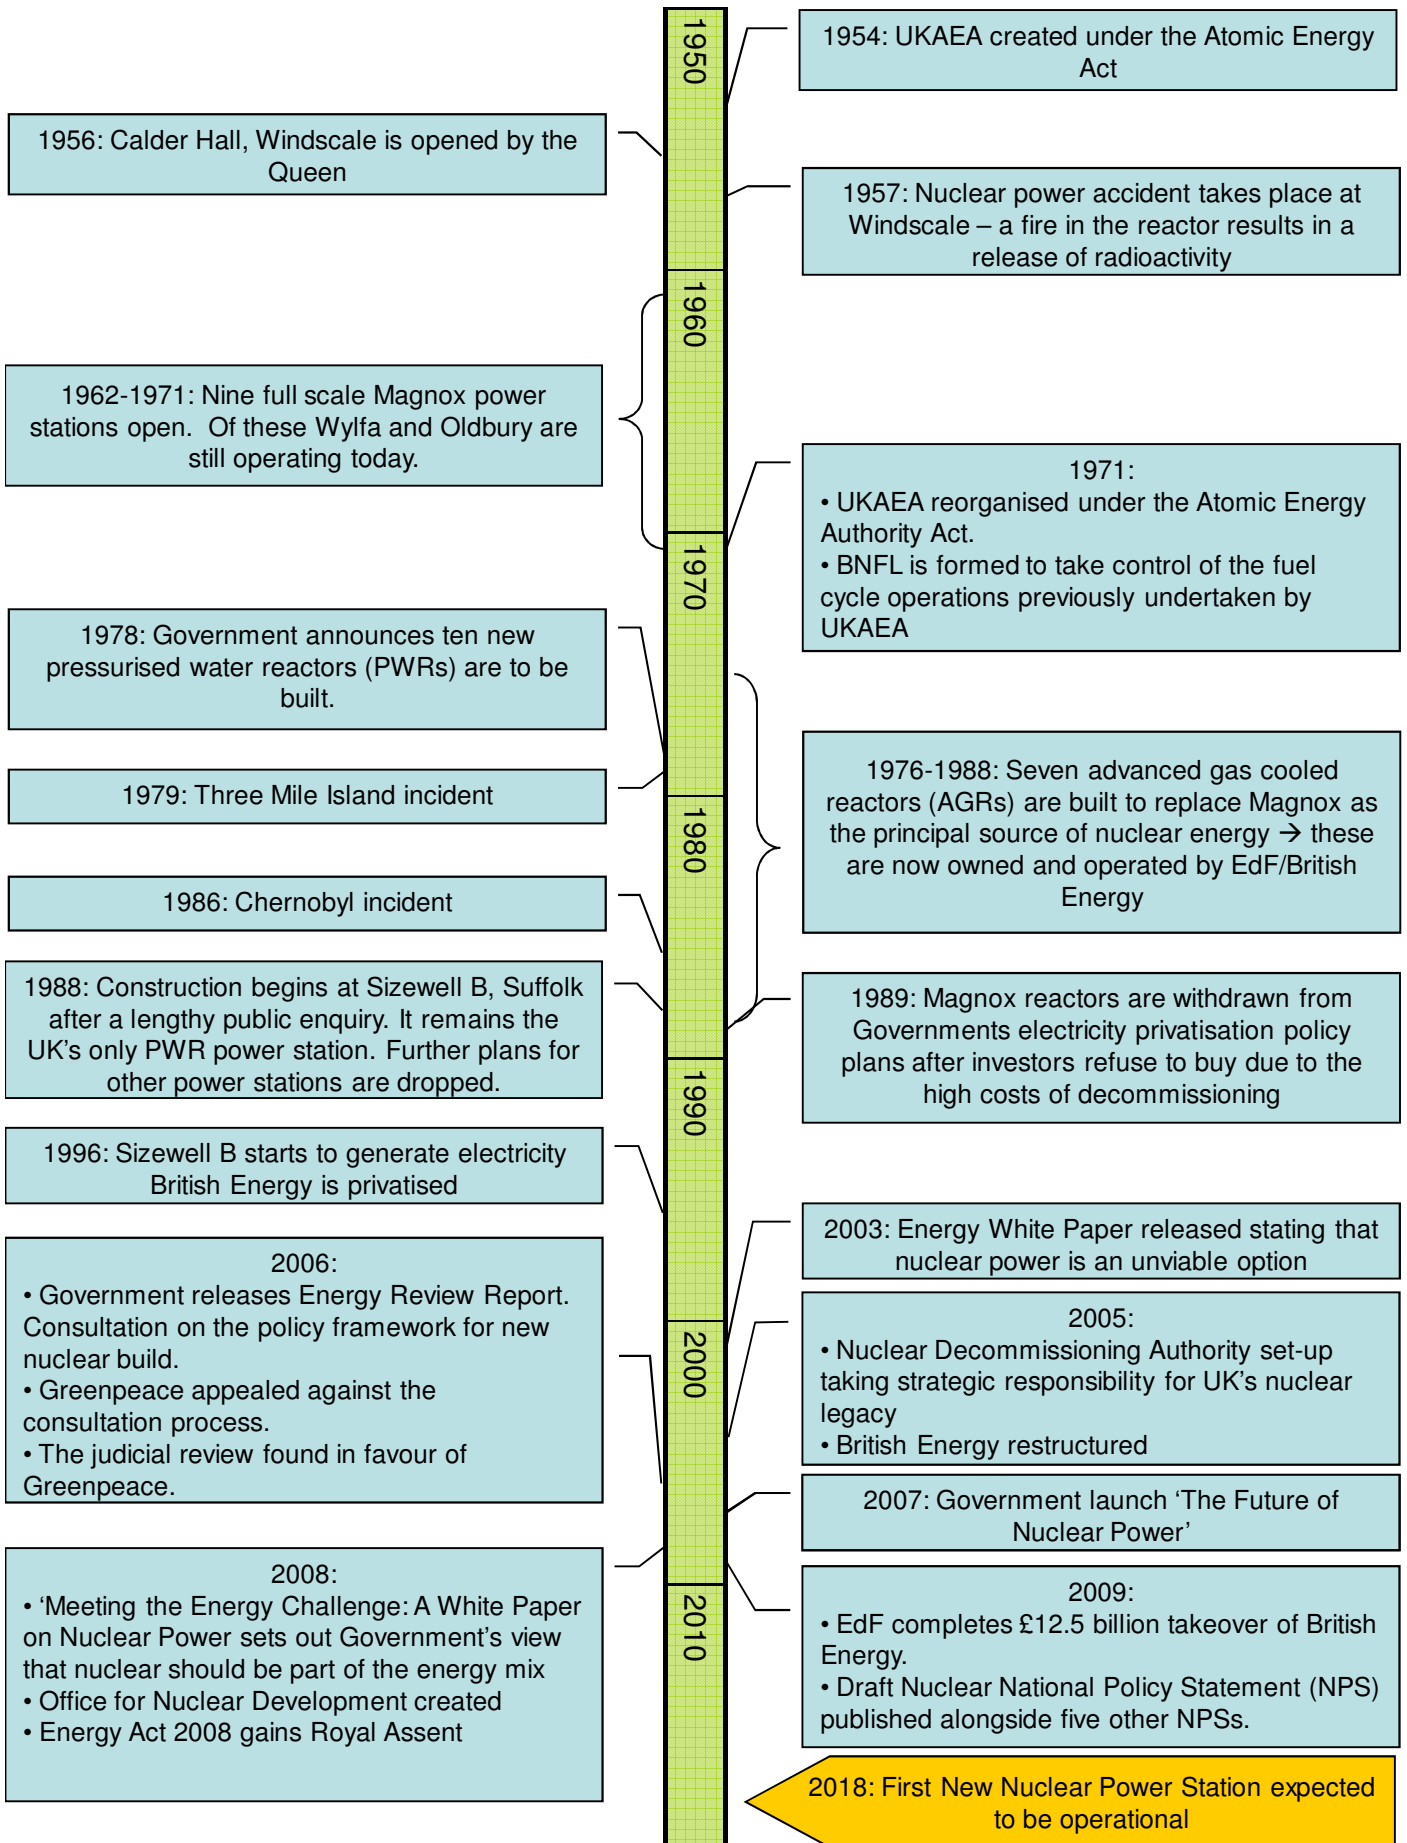 1950
1954: UKAEA created under the Atomic Energy
Act
1956: Calder Hall, Windscale is opened by the
Queen
1957: Nuclear power accident takes place at
Windscale – a fire in the reactor results in a
release of radioactivity
1960
1962-1971: Nine full scale Magnox power
stations open.  Of these Wylfa and Oldbury are
still operating today.
1971:
• UKAEA reorganised under the Atomic Energy
Authority Act.
• BNFL is formed to take control of the fuel
cycle operations previously undertaken by
UKAEA
1970
1978: Government announces ten new
pressurised water reactors (PWRs) are to be
built.
1976-1988: Seven advanced gas cooled
reactors (AGRs) are built to replace Magnox as
the principal source of nuclear energy → these
are now owned and operated by EdF/British
Energy
1979: Three Mile Island incident
1980
1986: Chernobyl incident
1988: Construction begins at Sizewell B, Suffolk
after a lengthy public enquiry. It remains the
UK's only PWR power station. Further plans for
other power stations are dropped.
1989: Magnox reactors are withdrawn from
Governments electricity privatisation policy
plans after investors refuse to buy due to the
high costs of decommissioning
1990
1996: Sizewell B starts to generate electricity
British Energy is privatised
2003: Energy White Paper released stating that
nuclear power is an unviable option
2006:
• Government releases Energy Review Report.
Consultation on the policy framework for new
nuclear build.
• Greenpeace appealed against the
consultation process.
• The judicial review found in favour of
Greenpeace.
2000
2005:
• Nuclear Decommissioning Authority set-up
taking strategic responsibility for UK's nuclear
legacy
• British Energy restructured
2007: Government launch ‘The Future of
Nuclear Power’
2008:
• ‘Meeting the Energy Challenge: A White Paper
on Nuclear Power sets out Government’s view
that nuclear should be part of the energy mix
• Office for Nuclear Development created
• Energy Act 2008 gains Royal Assent
2010
2009:
• EdF completes £12.5 billion takeover of British
Energy.
• Draft Nuclear National Policy Statement (NPS)
published alongside five other NPSs.
2018: First New Nuclear Power Station expected
to be operational